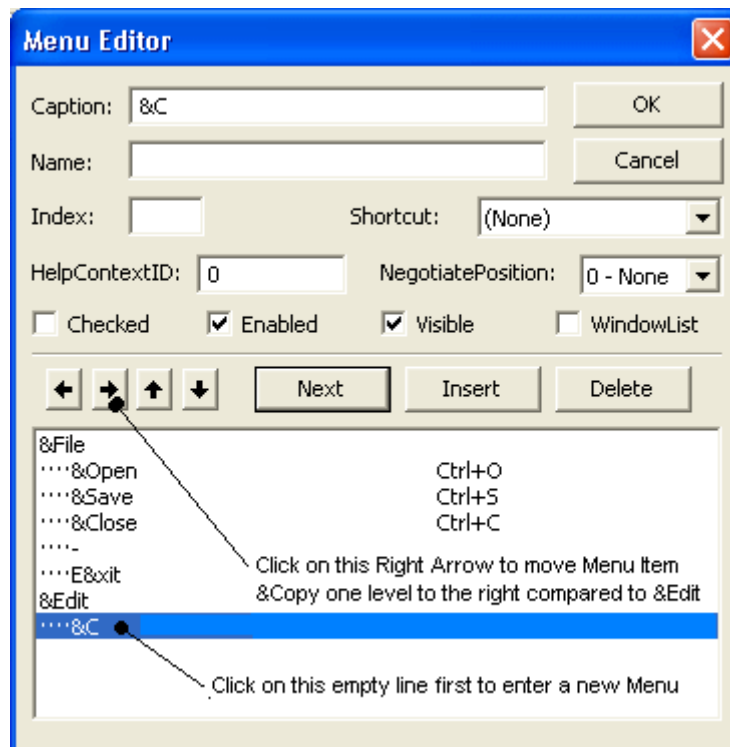 Menu Editor
Caption: &C OK
Name: Cancel
Index: Shortcut: (None)
HelpContextID: 0 NegotiatePosition: 0 - None
Checked Enabled Visible WindowList
Next Insert Delete
&File
····&Open Ctrl+O
····&Save Ctrl+S
····&Close Ctrl+C
····-
····E&xit
Click on this Right Arrow to move Menu Item
&Copy one level to the right compared to &Edit
&Edit
····&C
Click on this empty line first to enter a new Menu